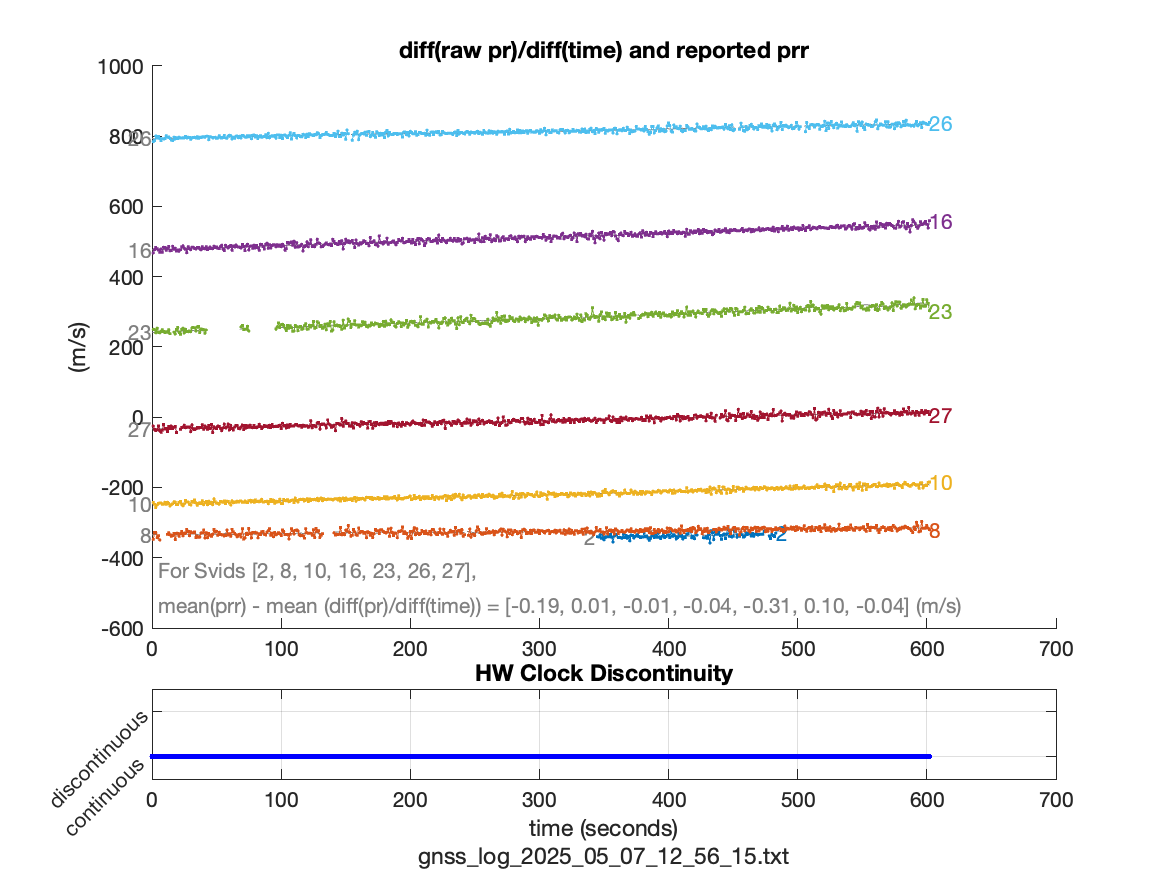 diff(raw pr)/diff(time) and reported prr
1000
800
600
400
200
0
-200
-400
-600
(m/s)
26
26
16
16
23
23
27
27
10
10
8
8
2
2
For Svids [2, 8, 10, 16, 23, 26, 27],
mean(prr) - mean (diff(pr)/diff(time)) = [-0.19, 0.01, -0.01, -0.04, -0.31, 0.10, -0.04] (m/s)
0 100 200 300 400 500 600 700
HW Clock Discontinuity
discontinuous
continuous
0 100 200 300 400 500 600 700
time (seconds)
gnss_log_2025_05_07_12_56_15.txt